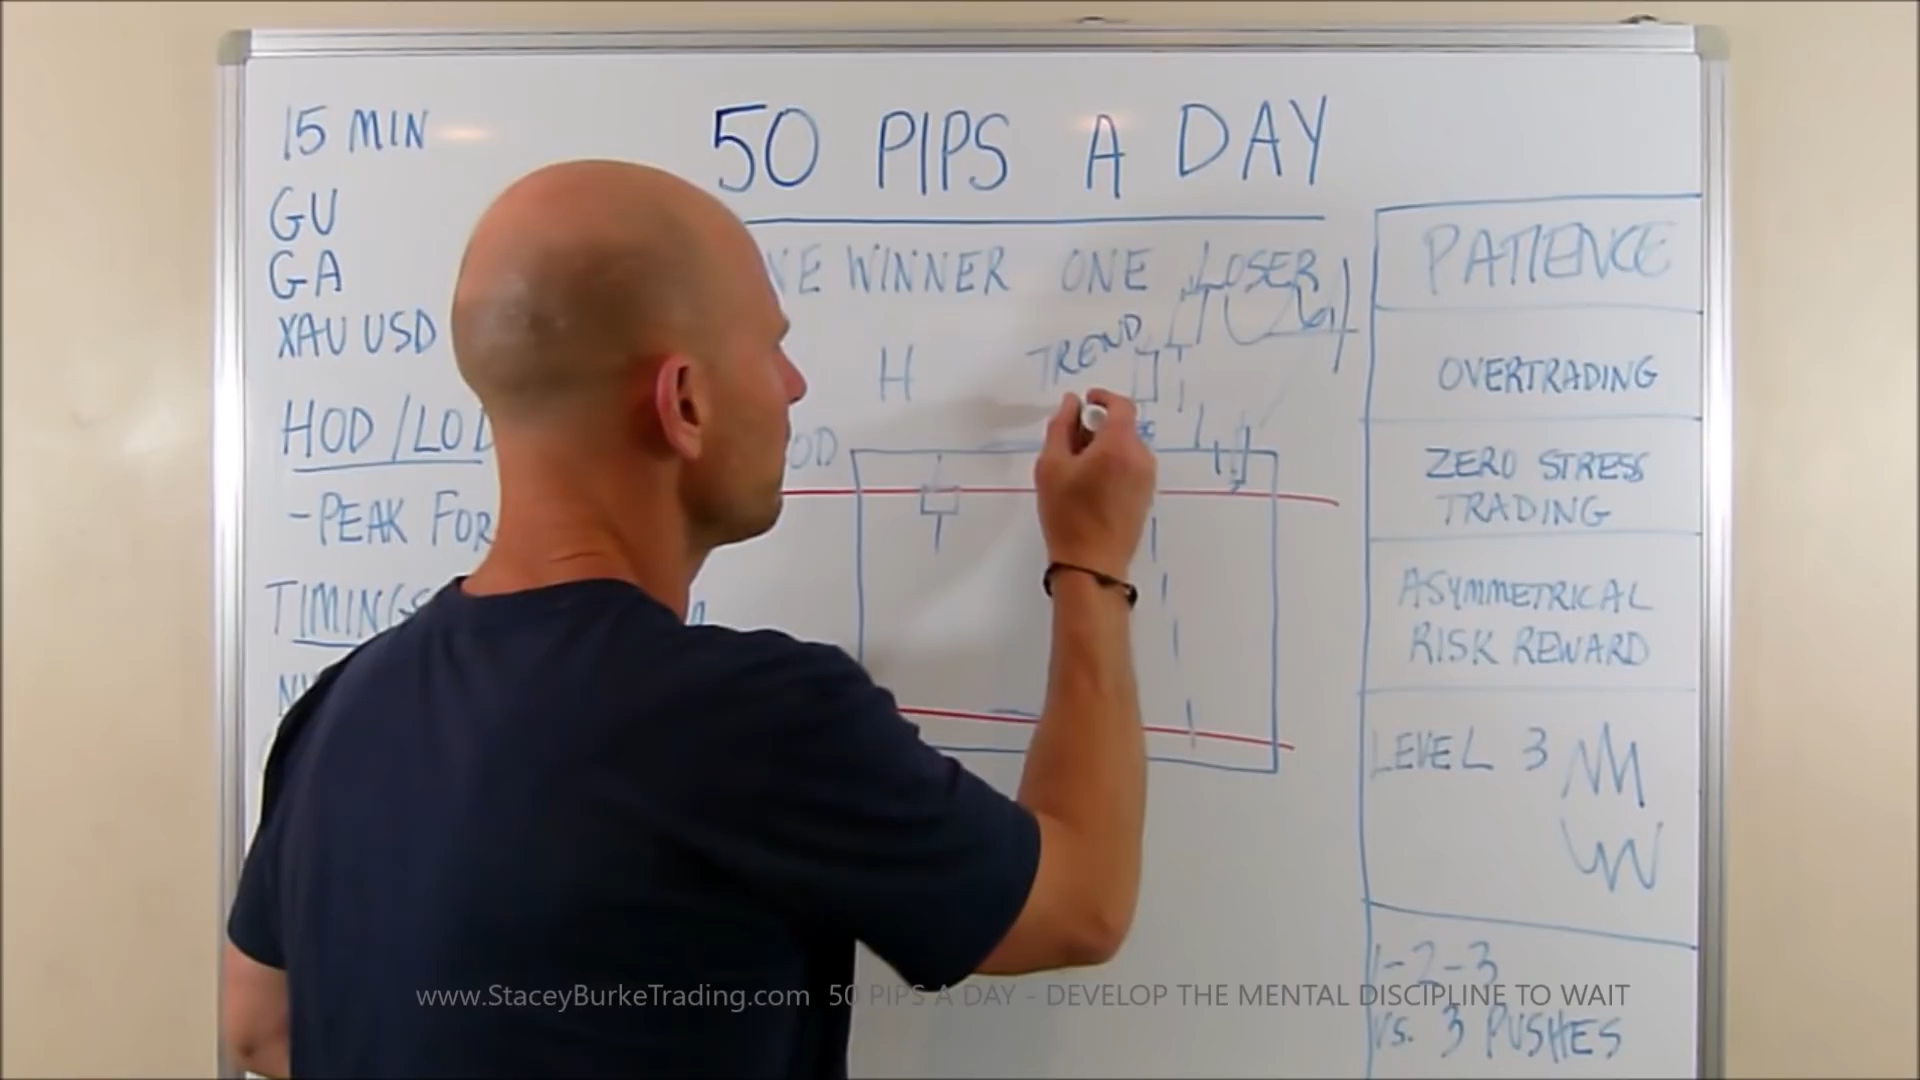 50 PIPS A DAY
15 MIN
GU
GA
XAU USD
HOD / LOD
- PEAK FOR
TIMINGS
WINNER ONE LOSER
H
TREND
PATIENCE
OVERTRADING
ZERO STRESS
TRADING
ASYMMETRICAL
RISK REWARD
LEVEL 3
1-2-3
VS. 3 PUSHES
www.StaceyBurkeTrading.com 50 PIPS A DAY - DEVELOP THE MENTAL DISCIPLINE TO WAIT